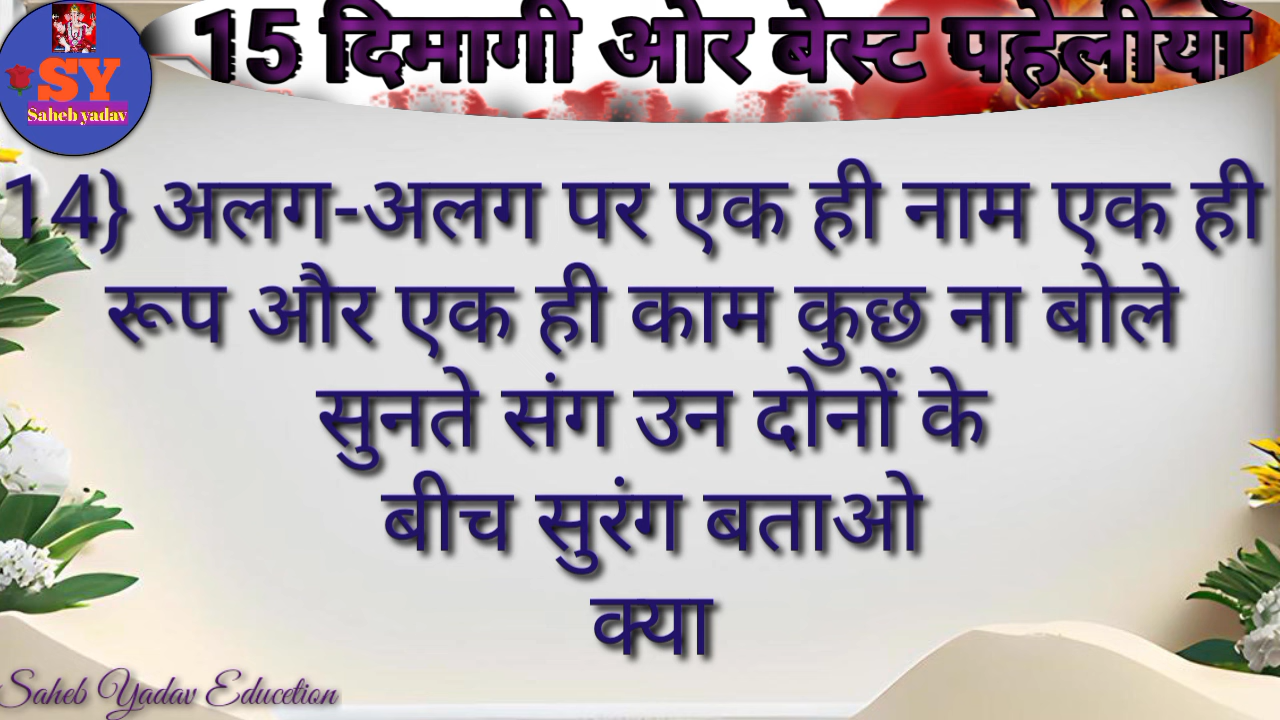 15 दिमागी ओर बेस्ट पहेलीयाॅं
SY
Saheb yadav
14} अलग-अलग पर एक ही नाम एक ही
रूप और एक ही काम कुछ ना बोले
सुनते संग उन दोनों के
बीच सुरंग बताओ
क्या
Saheb Yadav Educetion